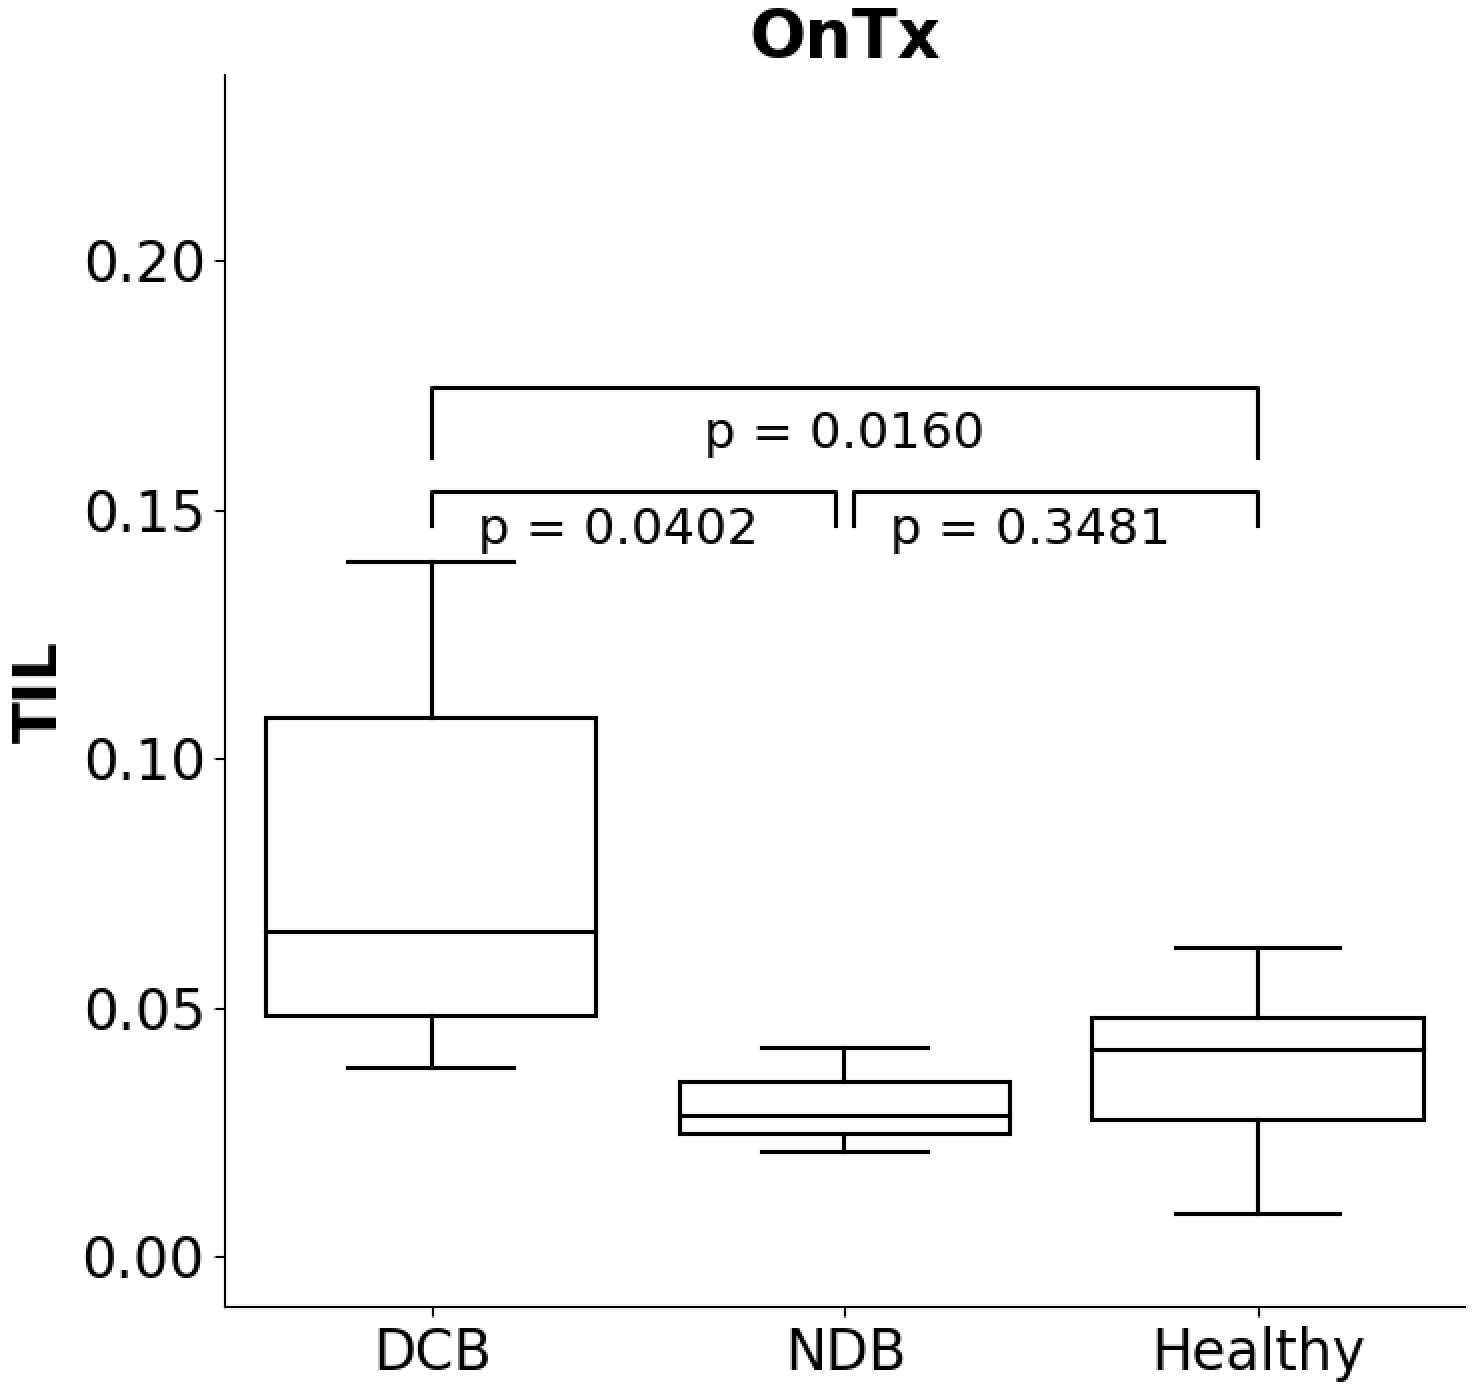 OnTx
0.20
p = 0.0160
0.15
p = 0.0402
p = 0.3481
TIL
0.10
0.05
0.00
DCB
NDB
Healthy